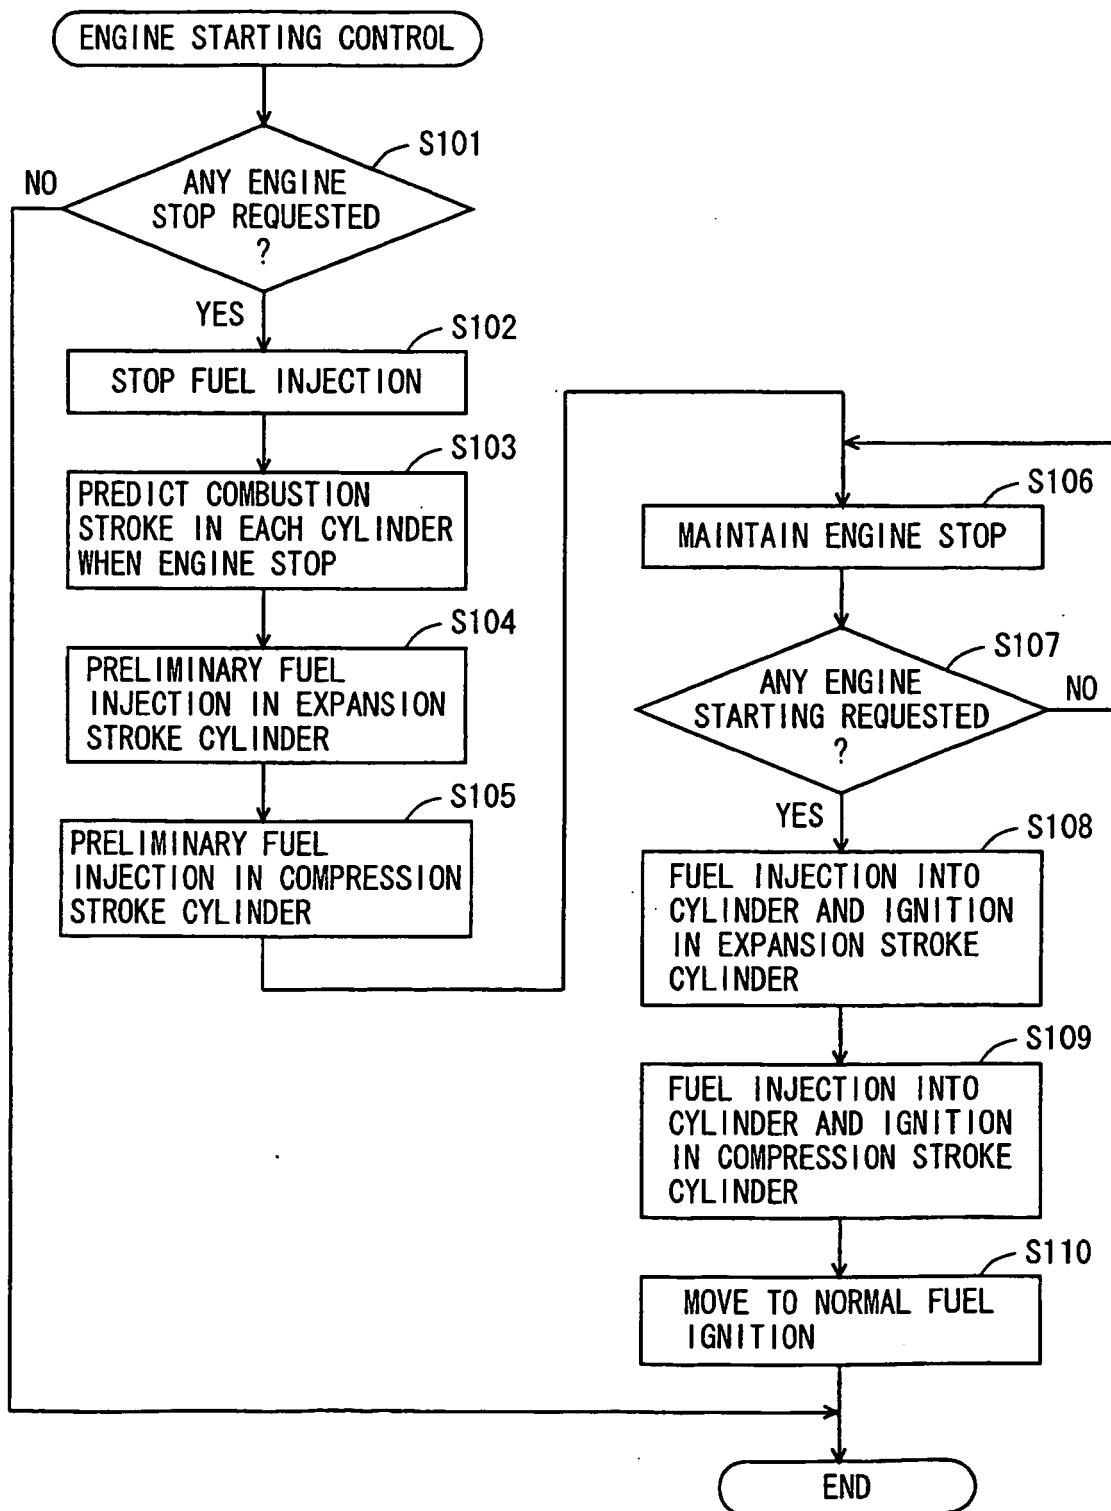 ENGINE STARTING CONTROL
S101
NO
ANY ENGINE
STOP REQUESTED
?
YES
S102
STOP FUEL INJECTION
S103
PREDICT COMBUSTION
STROKE IN EACH CYLINDER
WHEN ENGINE STOP
S104
PRELIMINARY FUEL
INJECTION IN EXPANSION
STROKE CYLINDER
S105
PRELIMINARY FUEL
INJECTION IN COMPRESSION
STROKE CYLINDER
S106
MAINTAIN ENGINE STOP
S107
ANY ENGINE
STARTING REQUESTED
?
NO
YES
S108
FUEL INJECTION INTO
CYLINDER AND IGNITION
IN EXPANSION STROKE
CYLINDER
S109
FUEL INJECTION INTO
CYLINDER AND IGNITION
IN COMPRESSION STROKE
CYLINDER
S110
MOVE TO NORMAL FUEL
IGNITION
END